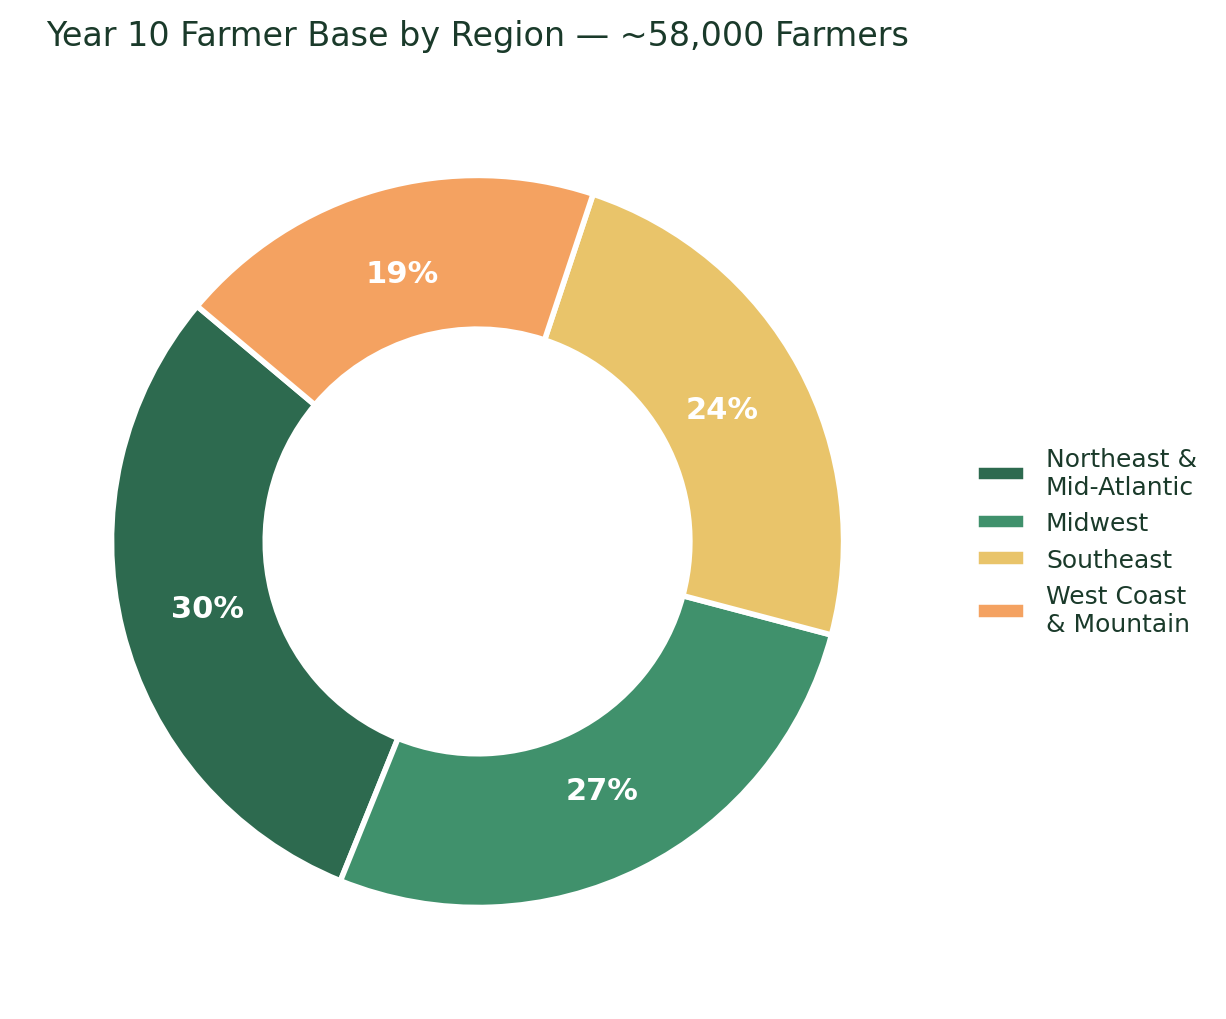 Year 10 Farmer Base by Region — ~58,000 Farmers
19%
24%
30%
27%
Northeast &
Mid-Atlantic
Midwest
Southeast
West Coast
& Mountain